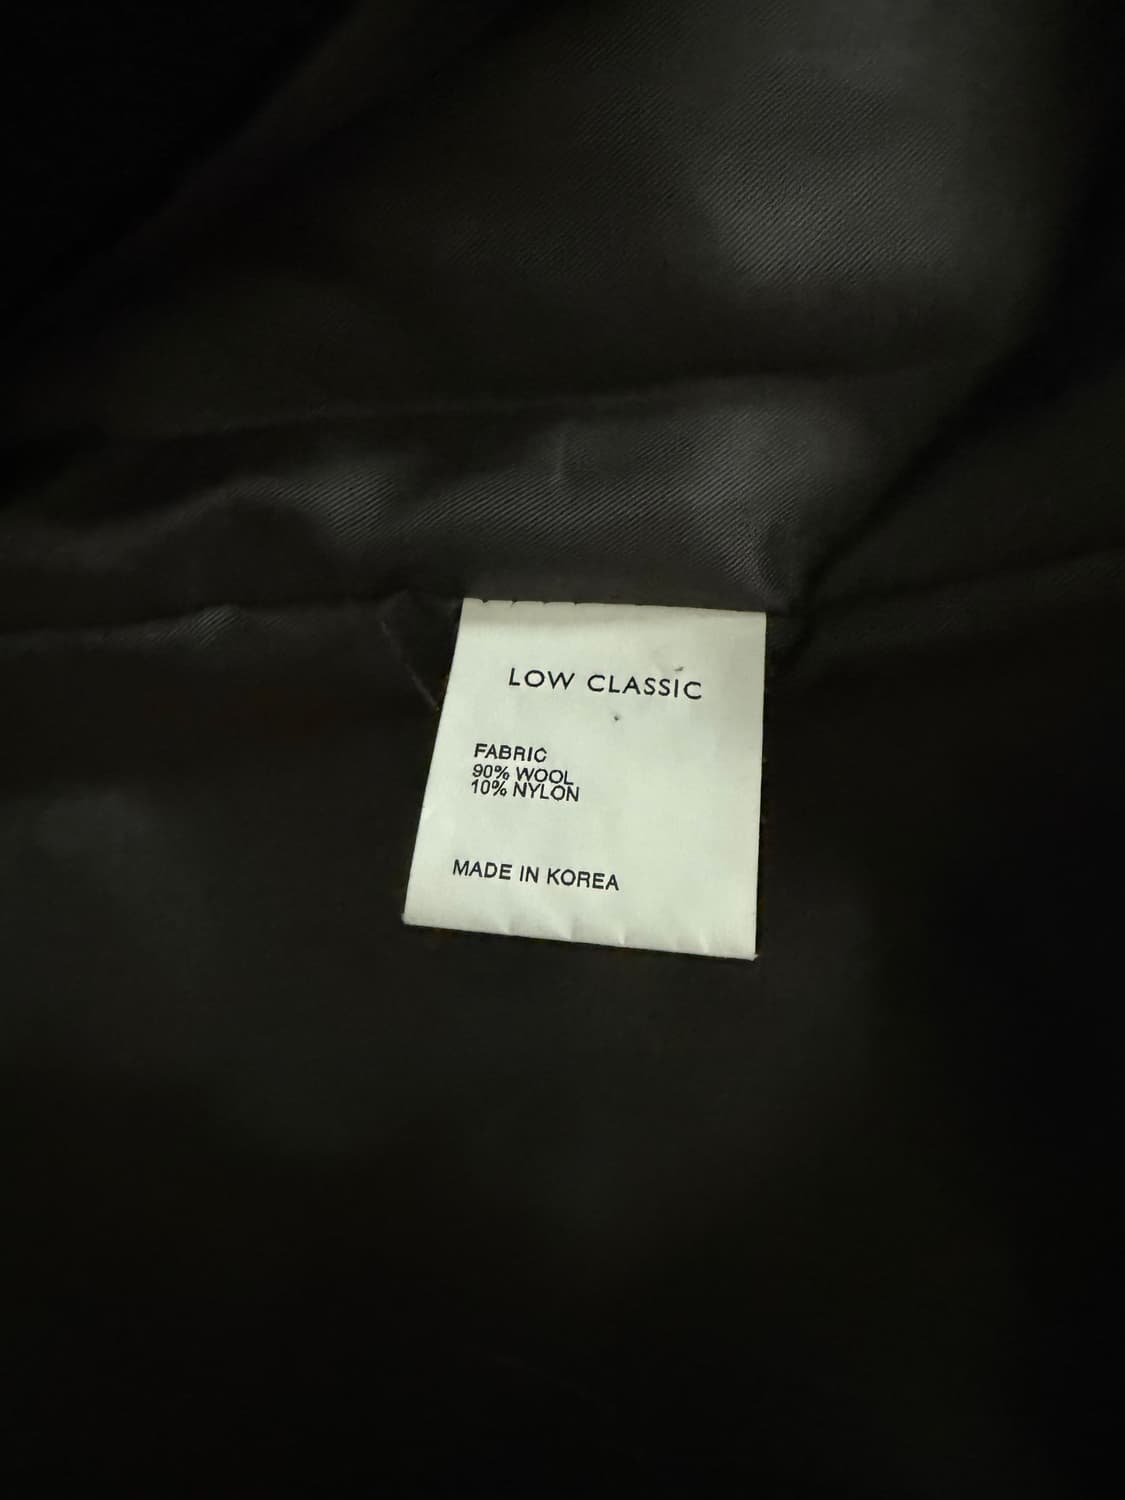 LOW CLASSIC
FABRIC
90% WOOL
10% NYLON
MADE IN KOREA